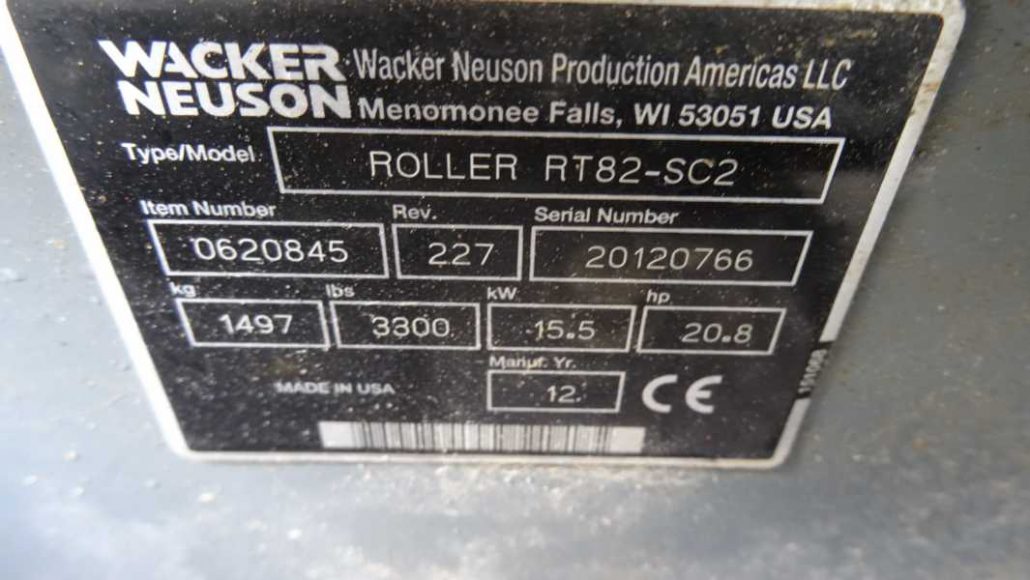 WACKER NEUSON
Wacker Neuson Production Americas LLC
Menomonee Falls, WI 53051 USA
Type/Model
ROLLER RT82-SC2
Item Number Rev. Serial Number
0620845 227 20120766
kg lbs kW hp
1497 3300 15.5 20.8
Manuf. Yr.
MADE IN USA 12 CE